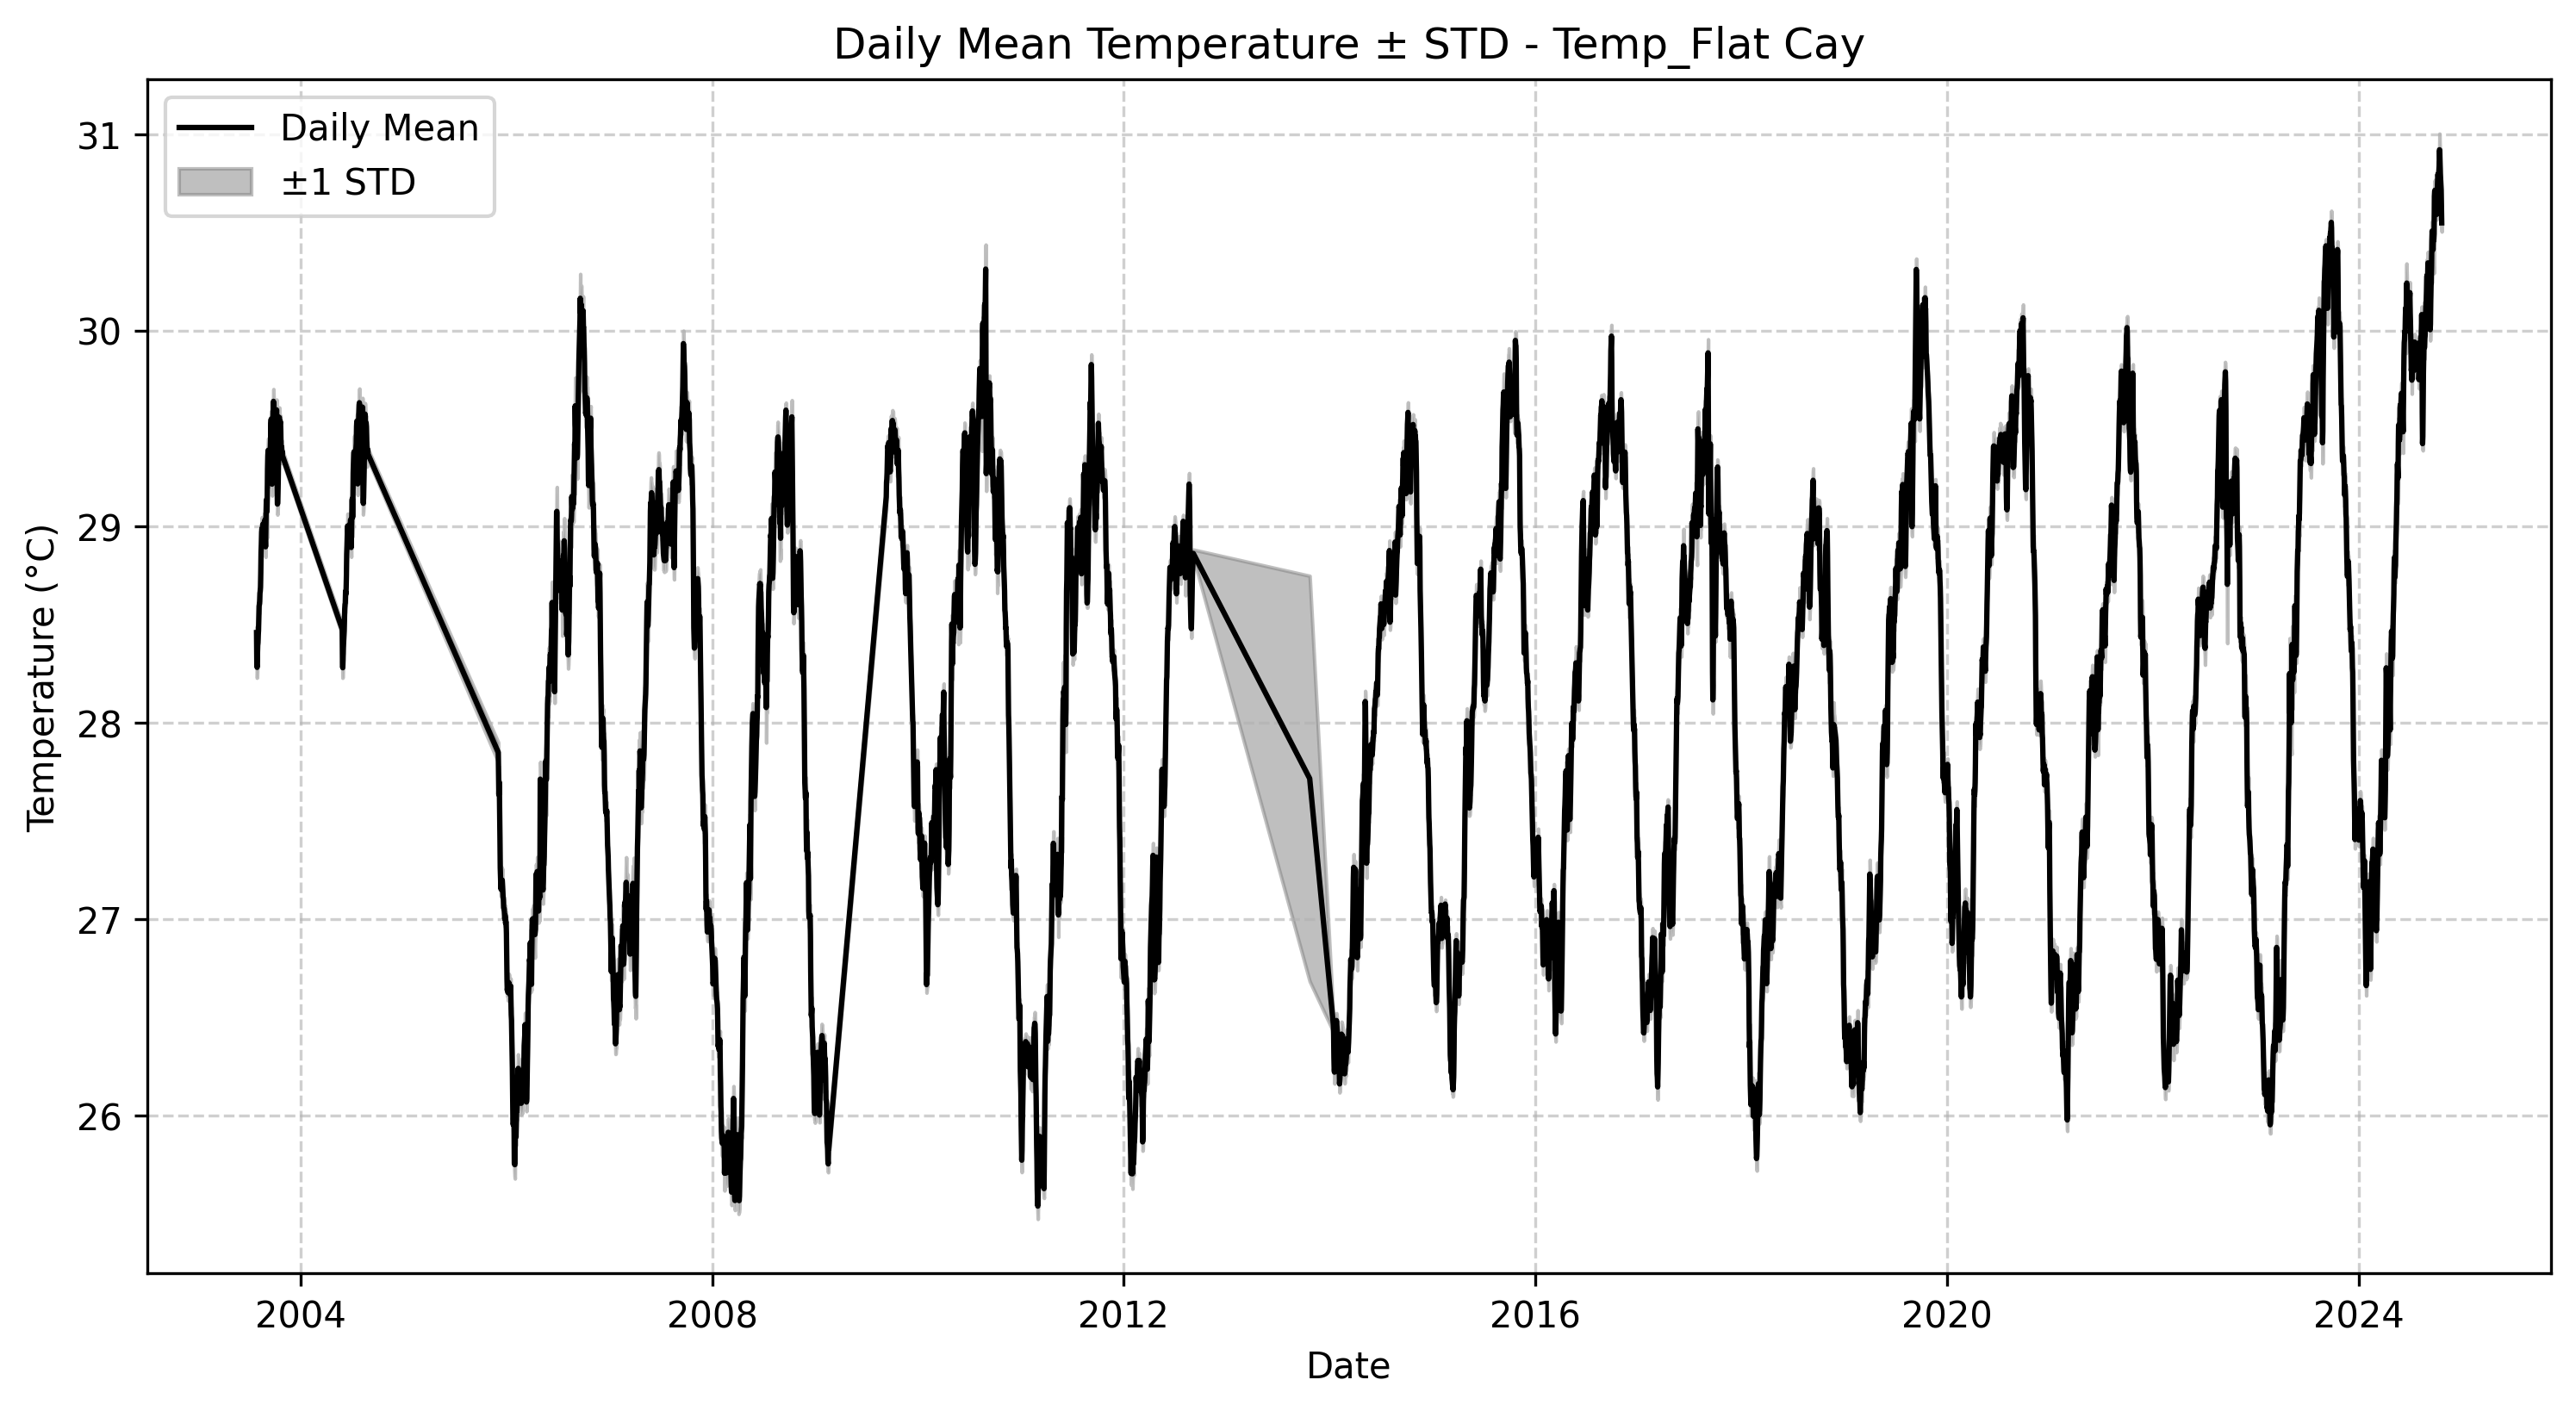 Daily Mean Temperature ± STD - Temp_Flat Cay
Daily Mean
±1 STD
31
30
29
28
27
26
Temperature (°C)
2004 2008 2012 2016 2020 2024
Date